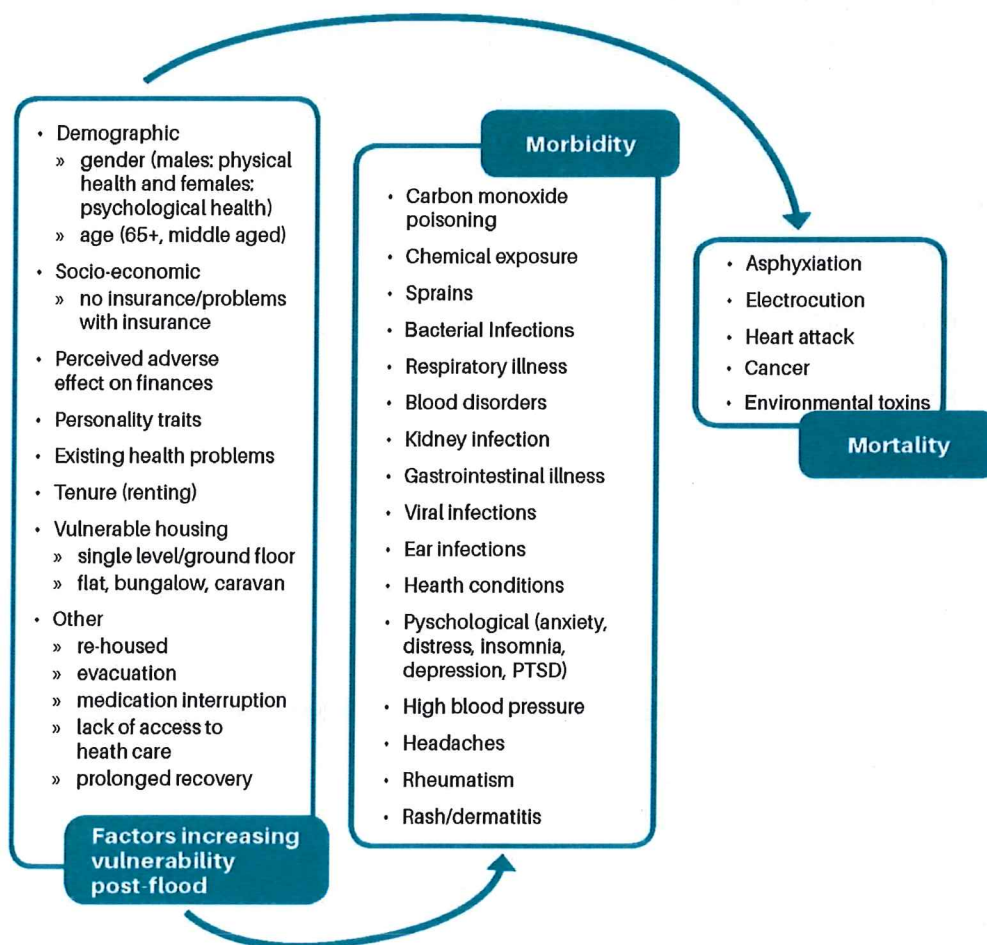 • Demographic
» gender (males: physical
health and females:
psychological health)
» age (65+, middle aged)
• Socio-economic
» no insurance/problems
with insurance
• Perceived adverse
effect on finances
• Personality traits
• Existing health problems
• Tenure (renting)
• Vulnerable housing
» single level/ground floor
» flat, bungalow, caravan
• Other
» re-housed
» evacuation
» medication interruption
» lack of access to
heath care
» prolonged recovery
Factors increasing
vulnerability
post-flood
Morbidity
• Carbon monoxide
poisoning
• Chemical exposure
• Sprains
• Bacterial Infections
• Respiratory illness
• Blood disorders
• Kidney infection
• Gastrointestinal illness
• Viral infections
• Ear infections
• Hearth conditions
• Pyschological (anxiety,
distress, insomnia,
depression, PTSD)
• High blood pressure
• Headaches
• Rheumatism
• Rash/dermatitis
• Asphyxiation
• Electrocution
• Heart attack
• Cancer
• Environmental toxins
Mortality